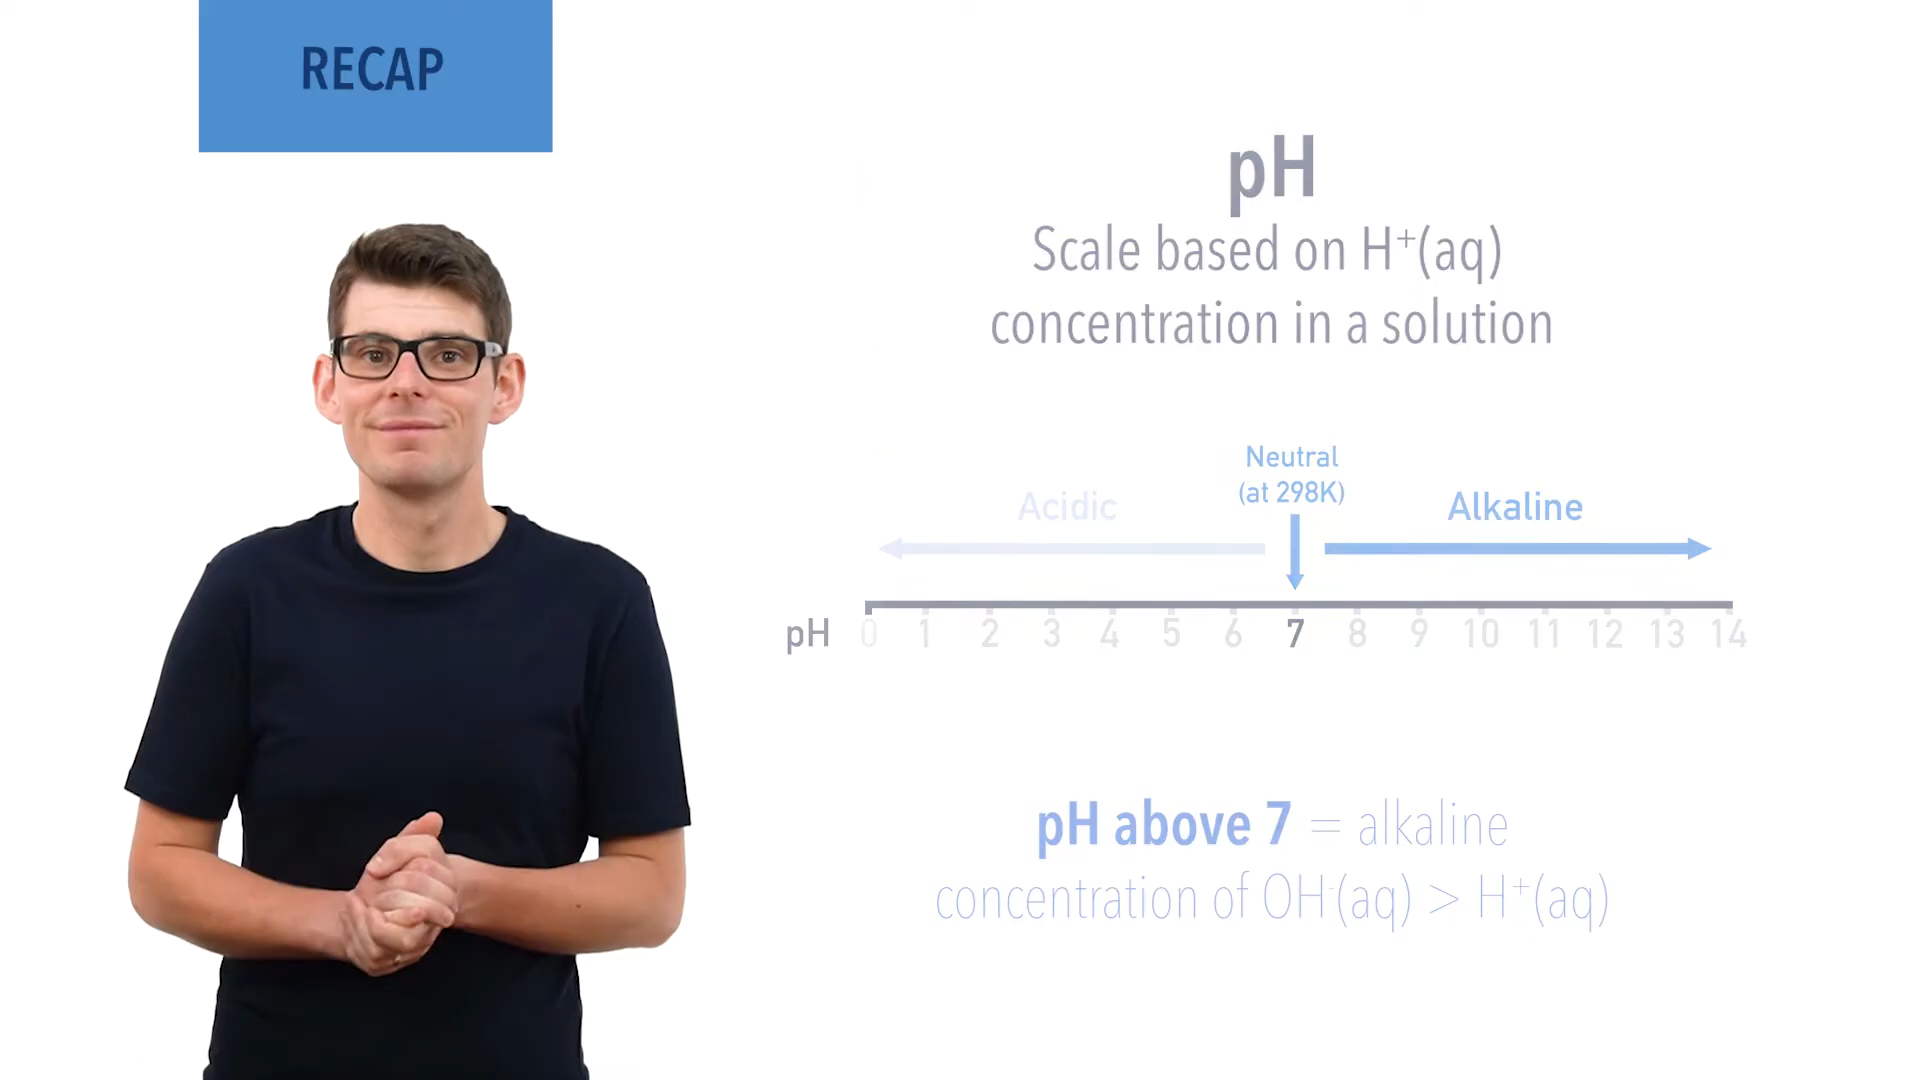 RECAP
pH
Scale based on H⁺(aq)
concentration in a solution
Neutral
(at 298K)
Acidic
Alkaline
pH 0 1 2 3 4 5 6 7 8 9 10 11 12 13 14
pH above 7 = alkaline
concentration of OH⁻(aq) > H⁺(aq)